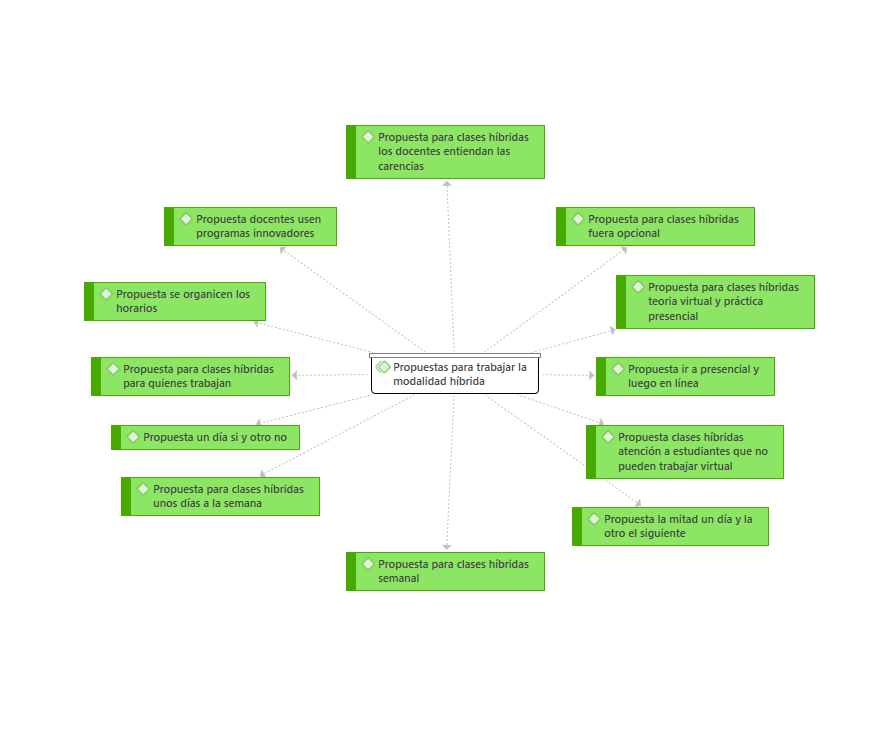 Propuesta para clases híbridas
los docentes entiendan las
carencias
Propuesta docentes usen
programas innovadores
Propuesta para clases híbridas
fuera opcional
Propuesta se organicen los
horarios
Propuesta para clases híbridas
teoria virtual y práctica
presencial
Propuesta para clases híbridas
para quienes trabajan
Propuestas para trabajar la
modalidad híbrida
Propuesta ir a presencial y
luego en línea
Propuesta un día si y otro no
Propuesta clases híbridas
atención a estudiantes que no
pueden trabajar virtual
Propuesta para clases híbridas
unos días a la semana
Propuesta la mitad un día y la
otro el siguiente
Propuesta para clases híbridas
semanal